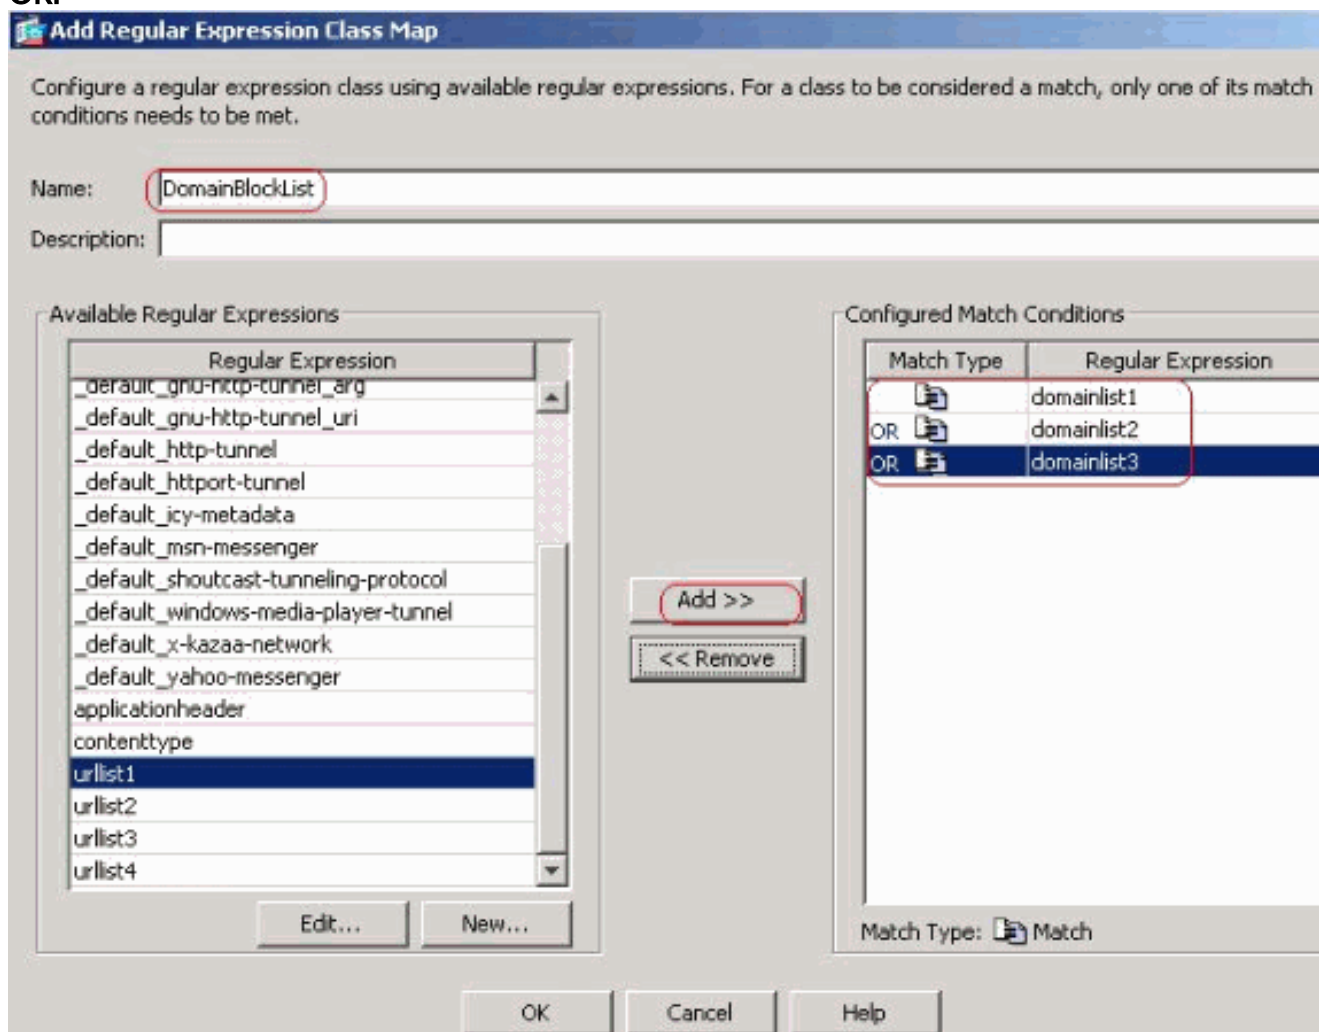 OK.
Add Regular Expression Class Map
Configure a regular expression class using available regular expressions. For a class to be considered a match, only one of its match
conditions needs to be met.
Name: DomainBlockList
Description:
Available Regular Expressions
Regular Expression
_default_gnu-http-tunnel_arg
_default_gnu-http-tunnel_uri
_default_http-tunnel
_default_httport-tunnel
_default_icy-metadata
_default_msn-messenger
_default_shoutcast-tunneling-protocol
_default_windows-media-player-tunnel
_default_x-kazaa-network
_default_yahoo-messenger
applicationheader
contenttype
urllist1
urllist2
urllist3
urllist4
Edit... New...
Add >>
<< Remove
Configured Match Conditions
Match Type Regular Expression
domainlist1
OR domainlist2
OR domainlist3
Match Type: Match
OK Cancel Help